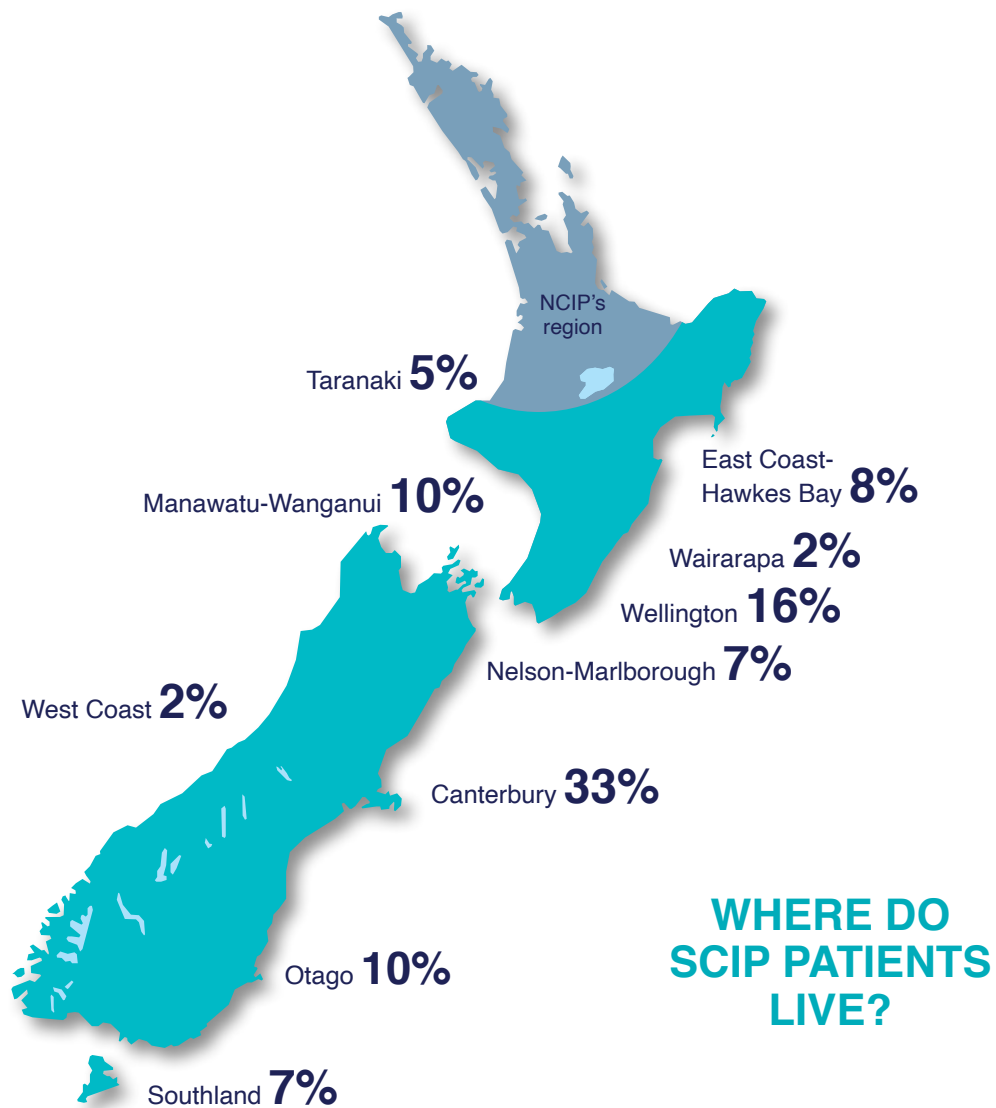 NCIP's
region
Taranaki 5%
East Coast-
Hawkes Bay 8%
Manawatu-Wanganui 10%
Wairarapa 2%
Wellington 16%
Nelson-Marlborough 7%
West Coast 2%
Canterbury 33%
WHERE DO
SCIP PATIENTS
LIVE?
Otago 10%
Southland 7%